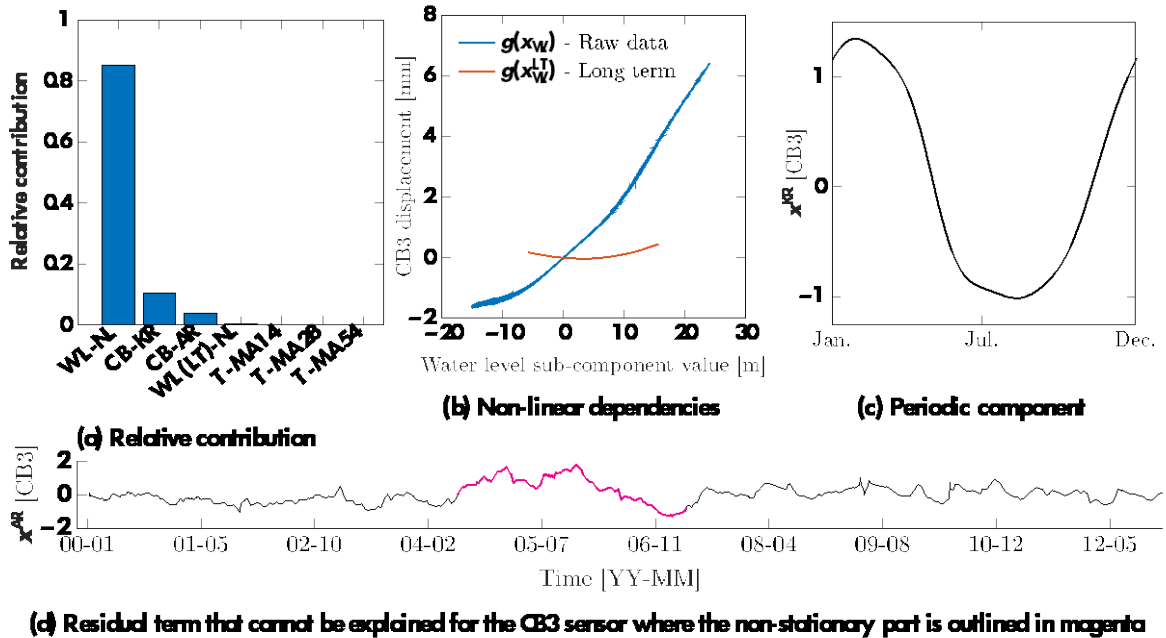 1
0.8
0.6
0.4
0.2
0
Relative contribution
WL-NL
CB-KR
CB-AR
WL(LT)-NL
T-MA14
T-MA28
T-MA54
(a) Relative contribution
8
6
4
2
0
−2
CB3 displacement [mm]
g(x_W) - Raw data
g(x_W^LT) - Long term
−20 −10 0 10 20 30
Water level sub-component value [m]
(b) Non-linear dependencies
1
0
−1
x^KR [CB3]
Jan. Jul. Dec.
(c) Periodic component
2
0
−2
x^AR [CB3]
00-01 01-05 02-10 04-02 05-07 06-11 08-04 09-08 10-12 12-05
Time [YY-MM]
(d) Residual term that cannot be explained for the CB3 sensor where the non-stationary part is outlined in magenta